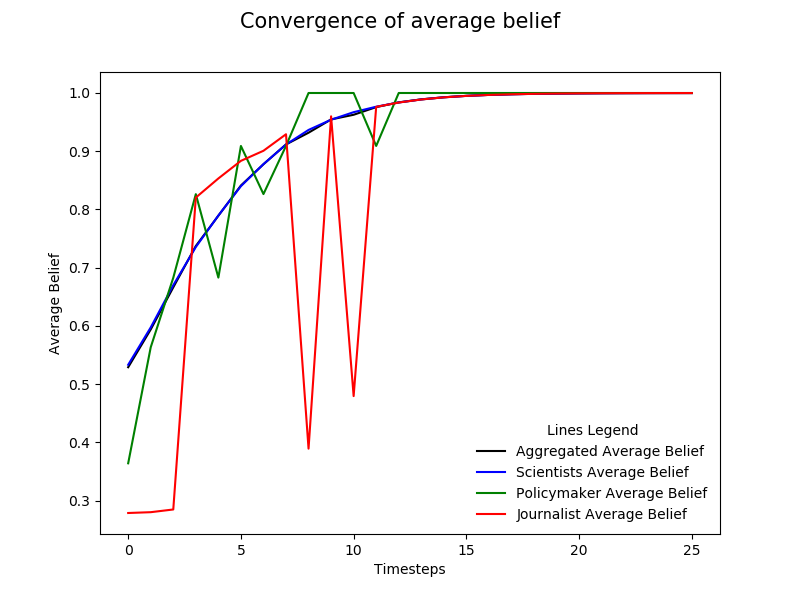 Convergence of average belief
1.0
0.9
0.8
0.7
0.6
0.5
0.4
0.3
Average Belief
Lines Legend
Aggregated Average Belief
Scientists Average Belief
Policymaker Average Belief
Journalist Average Belief
0 5 10 15 20 25
Timesteps